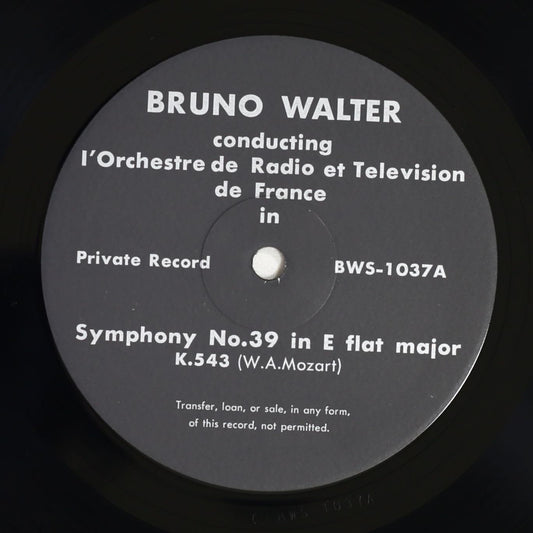 BRUNO WALTER
conducting
l'Orchestre de Radio et Television
de France
in
Private Record BWS-1037A
Symphony No.39 in E flat major
K.543 (W.A.Mozart)
Transfer, loan, or sale, in any form,
of this record, not permitted.